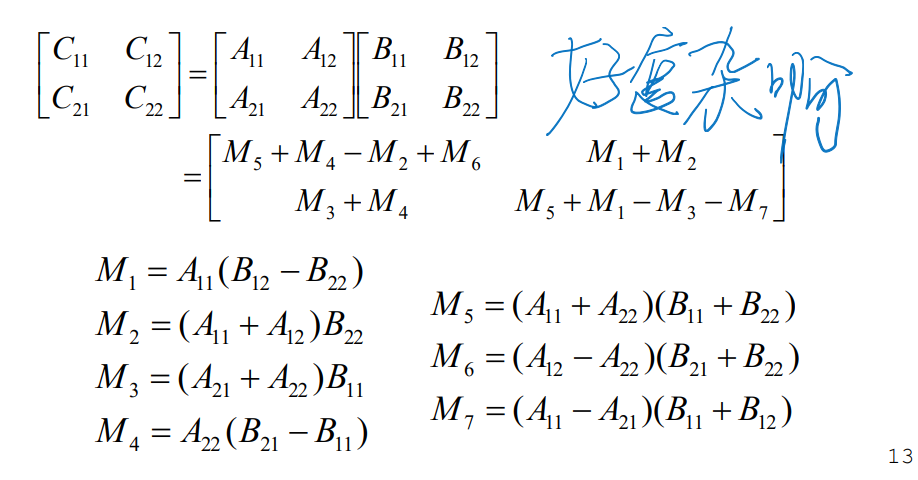 [C₁₁ C₁₂; C₂₁ C₂₂] = [A₁₁ A₁₂; A₂₁ A₂₂][B₁₁ B₁₂; B₂₁ B₂₂]
好复杂啊
= [M₅ + M₄ − M₂ + M₆ M₁ + M₂; M₃ + M₄ M₅ + M₁ − M₃ − M₇]
M₁ = A₁₁(B₁₂ − B₂₂)
M₂ = (A₁₁ + A₁₂)B₂₂
M₃ = (A₂₁ + A₂₂)B₁₁
M₄ = A₂₂(B₂₁ − B₁₁)
M₅ = (A₁₁ + A₂₂)(B₁₁ + B₂₂)
M₆ = (A₁₂ − A₂₂)(B₂₁ + B₂₂)
M₇ = (A₁₁ − A₂₁)(B₁₁ + B₁₂)
13